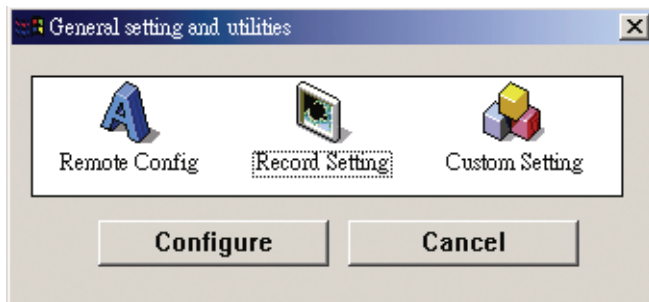 General setting and utilities
Remote Config Record Setting Custom Setting
Configure Cancel